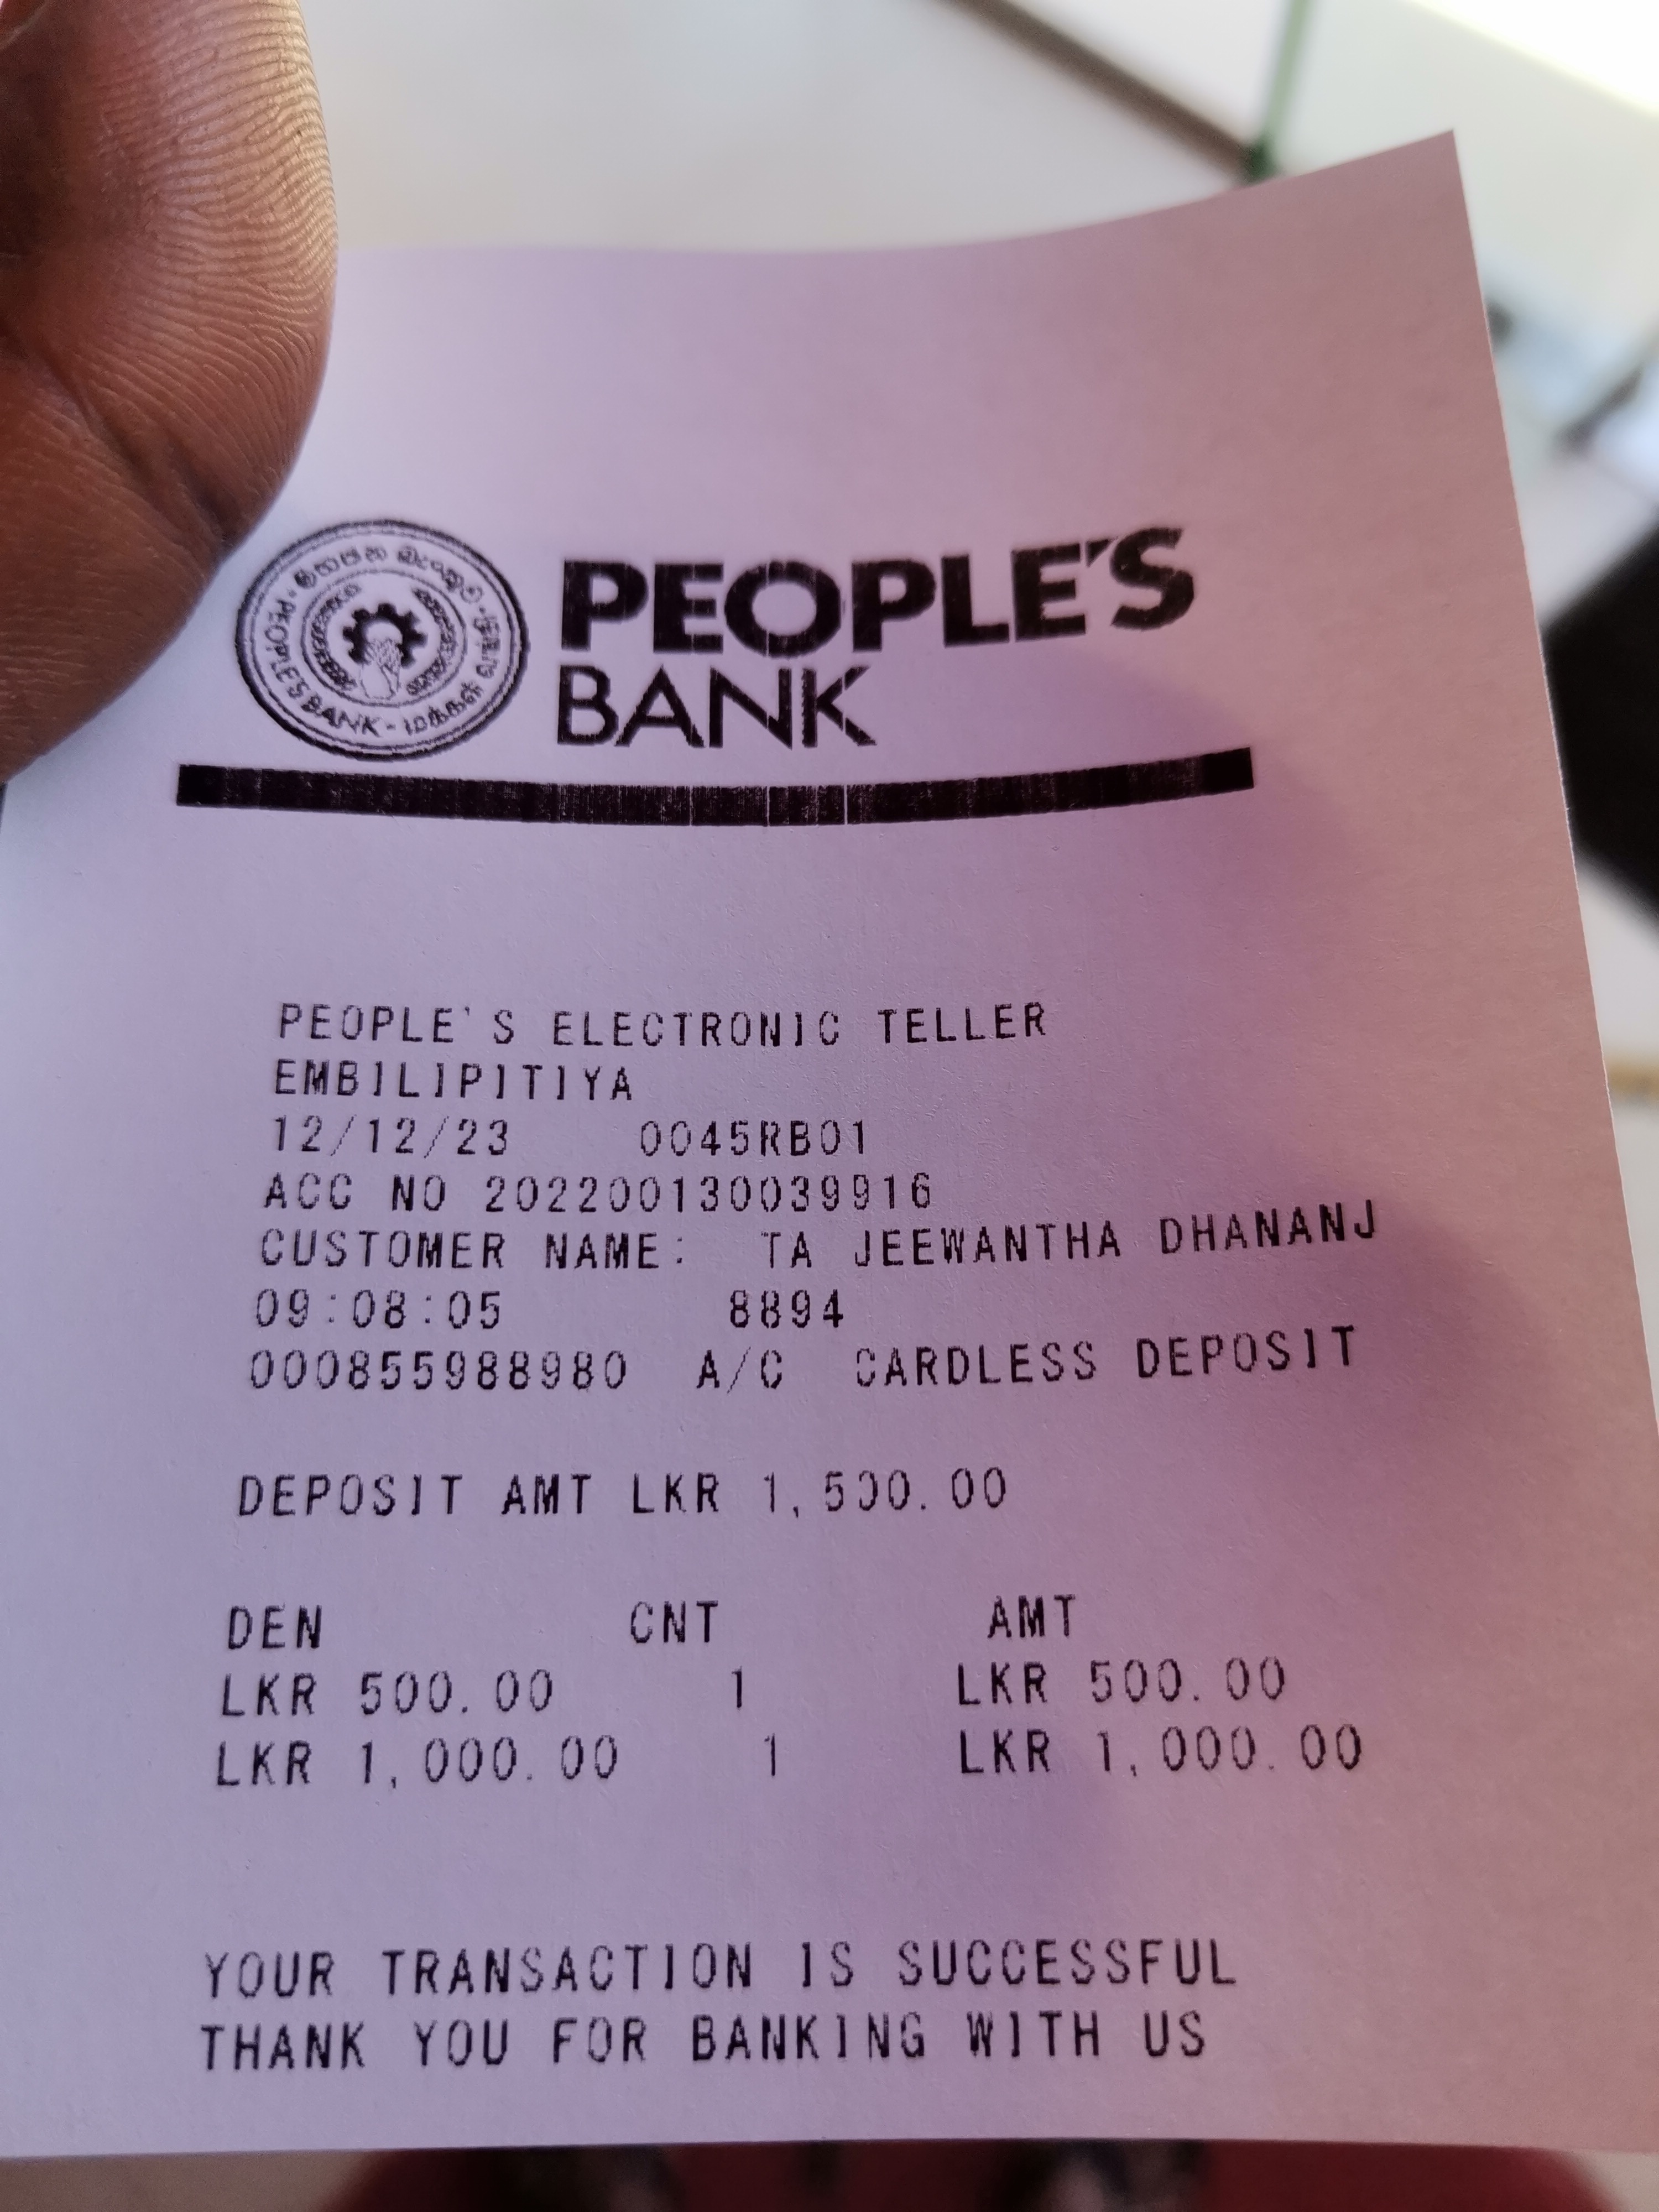 PEOPLE'S
BANK
PEOPLE'S BANK
PEOPLE'S ELECTRONIC TELLER
EMBILIPITIYA
12/12/23 0045RB01
ACC NO 202200130039916
CUSTOMER NAME: TA JEEWANTHA DHANANJ
09:08:05 8894
000855988980 A/C CARDLESS DEPOSIT
DEPOSIT AMT LKR 1,500.00
DEN CNT AMT
LKR 500.00 1 LKR 500.00
LKR 1,000.00 1 LKR 1,000.00
YOUR TRANSACTION IS SUCCESSFUL
THANK YOU FOR BANKING WITH US